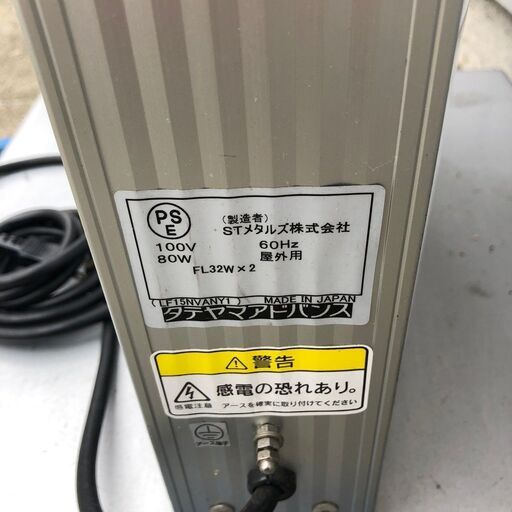 PSE
(製造者)
STメタルズ株式会社
100V 60Hz
80W 屋外用
FL32W×2
(LF15NVANY1) MADE IN JAPAN
タテヤマアドバンス
警告
感電の恐れあり。
感電注意 アースを確実に取り付けてください
アース端子